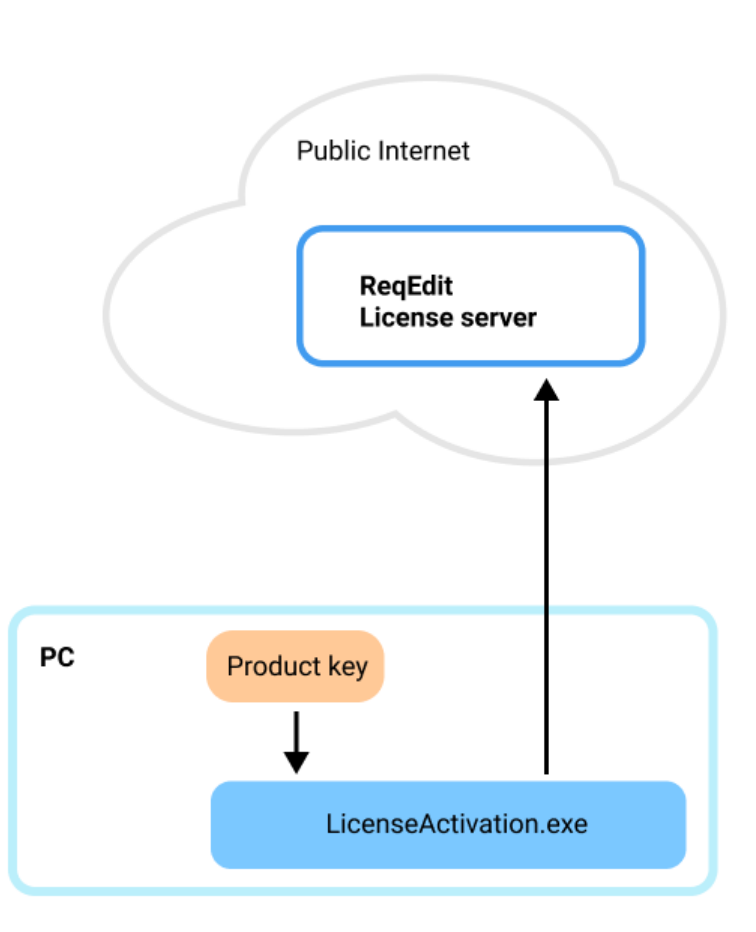 Public Internet
ReqEdit
License server
PC
Product key
LicenseActivation.exe